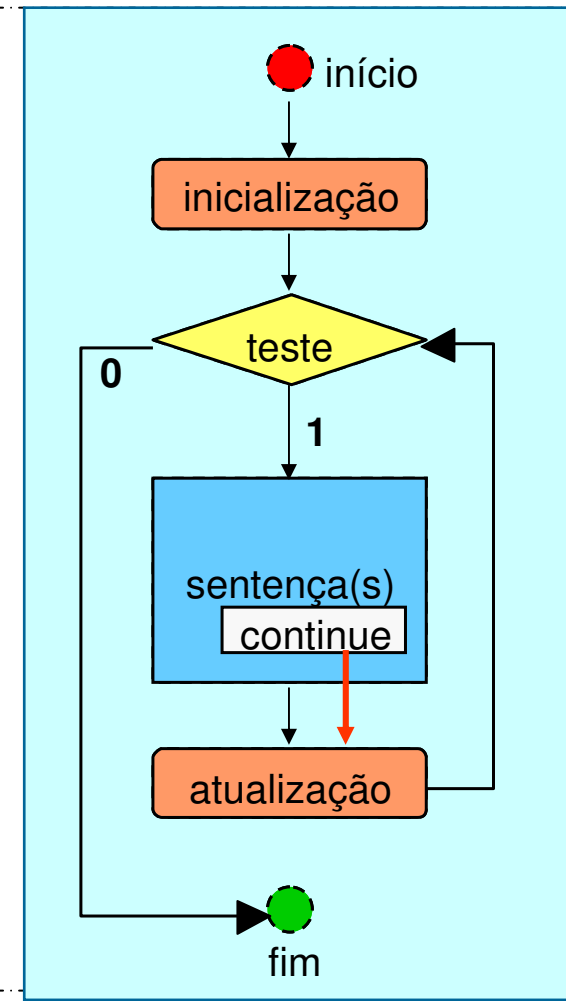 início
inicialização
teste
0
1
sentença(s)
continue
atualização
fim